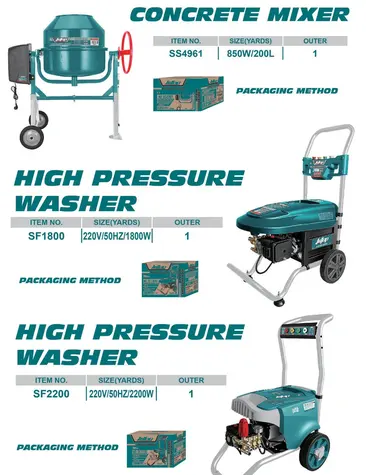 CONCRETE MIXER
ITEM NO. SIZE(YARDS) OUTER
SS4961 850W/200L 1
PACKAGING METHOD
HIGH PRESSURE
WASHER
ITEM NO. SIZE(YARDS) OUTER
SF1800 220V/50HZ/1800W 1
PACKAGING METHOD
HIGH PRESSURE
WASHER
ITEM NO. SIZE(YARDS) OUTER
SF2200 220V/50HZ/2200W 1
PACKAGING METHOD